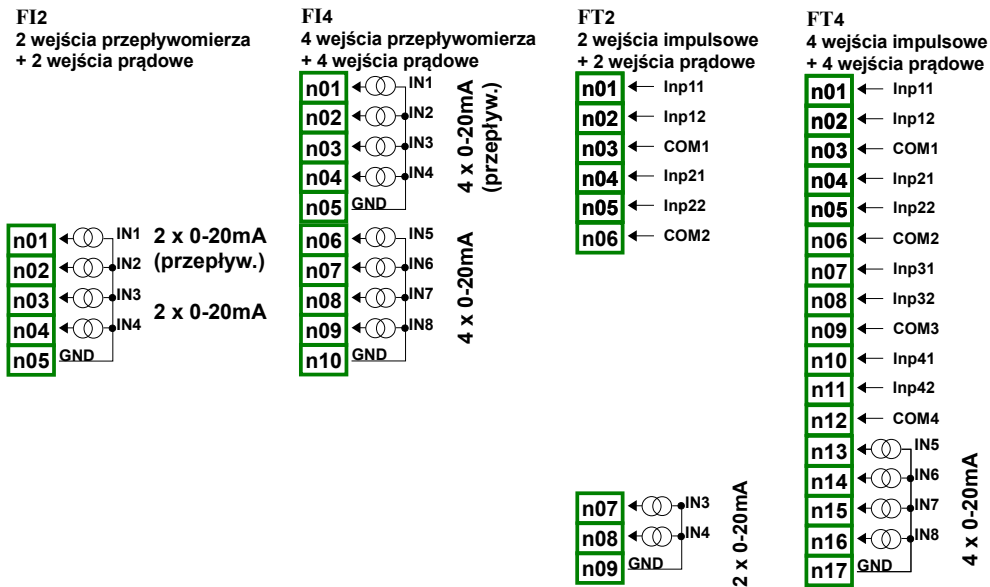 FI2
2 wejścia przepływomierza
+ 2 wejścia prądowe
n01
IN1
n02
IN2
n03
IN3
n04
IN4
n05
GND
2 x 0-20mA
(przepływ.)
2 x 0-20mA
FI4
4 wejścia przepływomierza
+ 4 wejścia prądowe
n01
IN1
n02
IN2
n03
IN3
n04
IN4
n05
GND
4 x 0-20mA
(przepływ.)
n06
IN5
n07
IN6
n08
IN7
n09
IN8
n10
GND
4 x 0-20mA
FT2
2 wejścia impulsowe
+ 2 wejścia prądowe
n01
Inp11
n02
Inp12
n03
COM1
n04
Inp21
n05
Inp22
n06
COM2
n07
IN3
n08
IN4
n09
GND
2 x 0-20mA
FT4
4 wejścia impulsowe
+ 4 wejścia prądowe
n01
Inp11
n02
Inp12
n03
COM1
n04
Inp21
n05
Inp22
n06
COM2
n07
Inp31
n08
Inp32
n09
COM3
n10
Inp41
n11
Inp42
n12
COM4
n13
IN5
n14
IN6
n15
IN7
n16
IN8
n17
GND
4 x 0-20mA